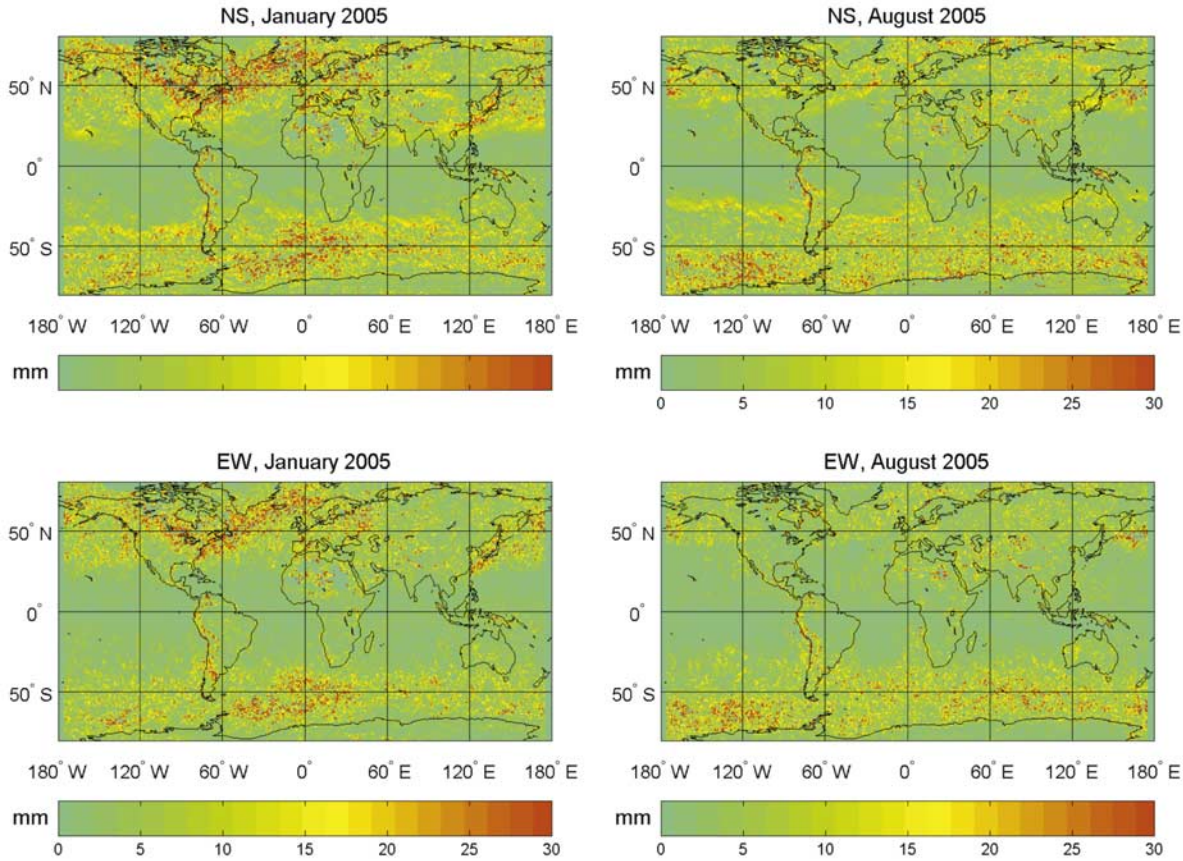 NS, January 2005
50° N
0°
50° S
180° W 120° W 60° W 0° 60° E 120° E 180° E
mm
NS, August 2005
50° N
0°
50° S
180° W 120° W 60° W 0° 60° E 120° E 180° E
mm
0 5 10 15 20 25 30
EW, January 2005
50° N
0°
50° S
180° W 120° W 60° W 0° 60° E 120° E 180° E
mm
0 5 10 15 20 25 30
EW, August 2005
50° N
0°
50° S
180° W 120° W 60° W 0° 60° E 120° E 180° E
mm
0 5 10 15 20 25 30